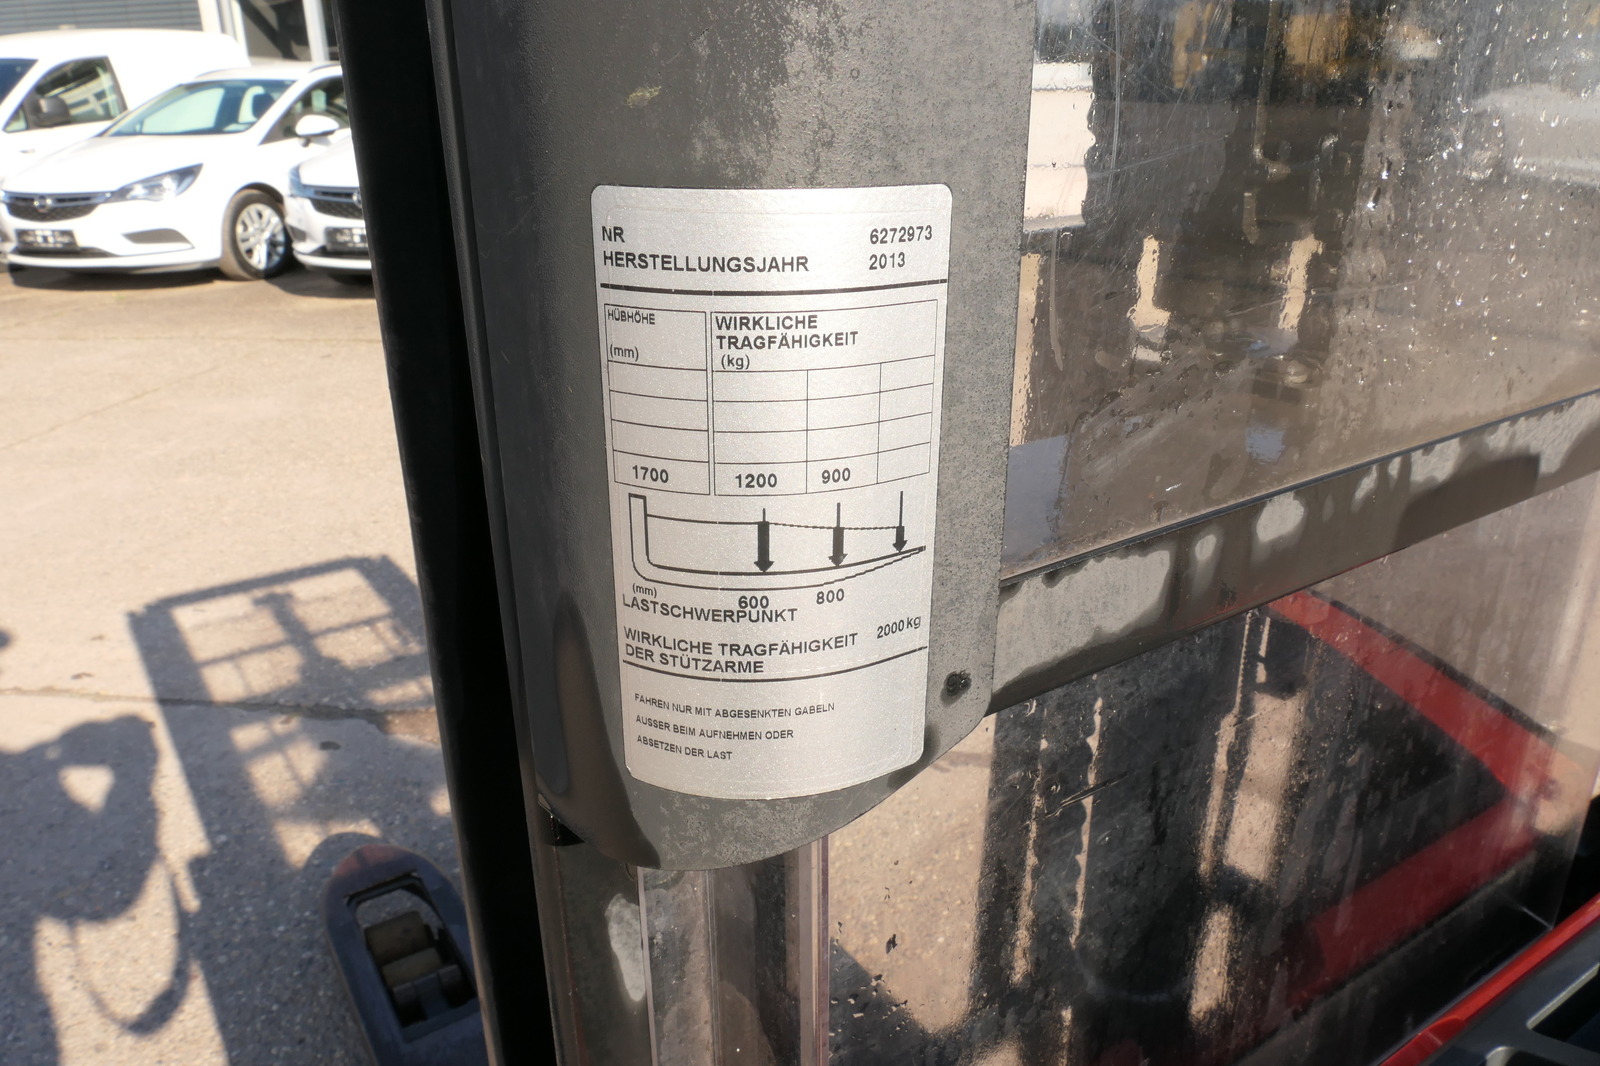 NR 6272973
HERSTELLUNGSJAHR 2013
HÜBHÖHE
(mm)
WIRKLICHE
TRAGFÄHIGKEIT
(kg)
1700 1200 900
(mm)
600 800
LASTSCHWERPUNKT
WIRKLICHE TRAGFÄHIGKEIT 2000 kg
DER STÜTZARME
FAHREN NUR MIT ABGESENKTEN GABELN
AUSSER BEIM AUFNEHMEN ODER
ABSETZEN DER LAST